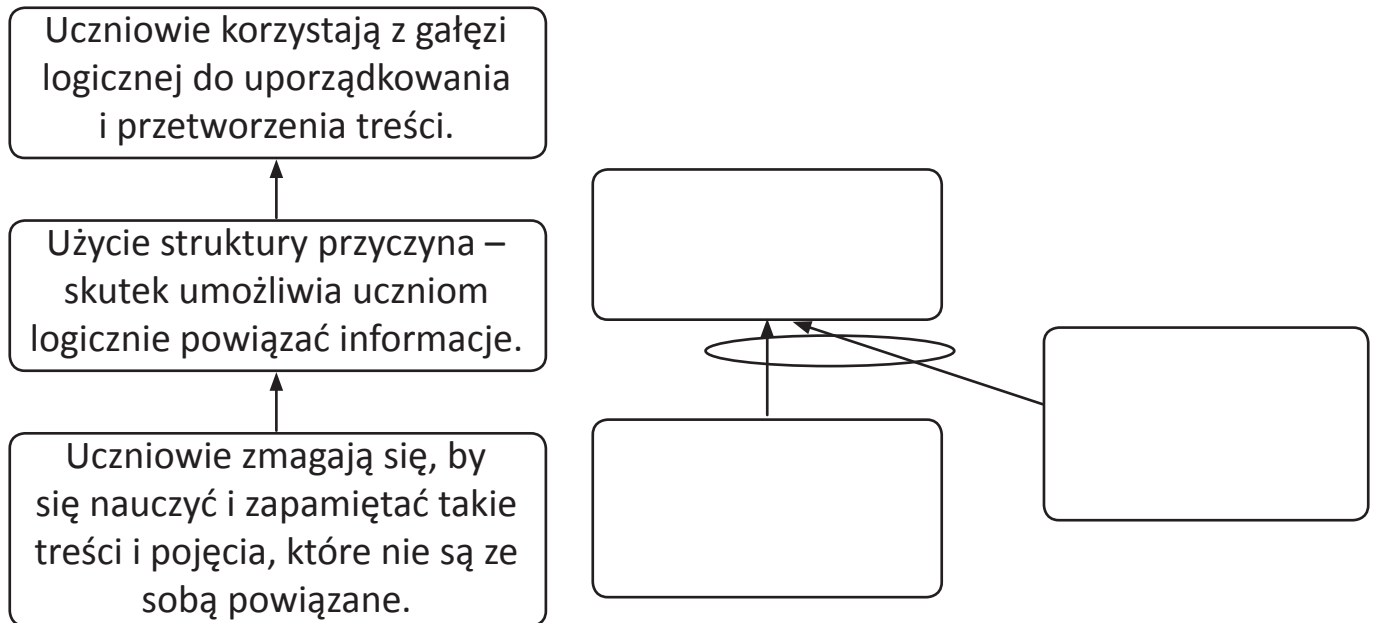 Uczniowie korzystają z gałęzi
logicznej do uporządkowania
i przetworzenia treści.
Użycie struktury przyczyna –
skutek umożliwia uczniom
logicznie powiązać informacje.
Uczniowie zmagają się, by
się nauczyć i zapamiętać takie
treści i pojęcia, które nie są ze
sobą powiązane.